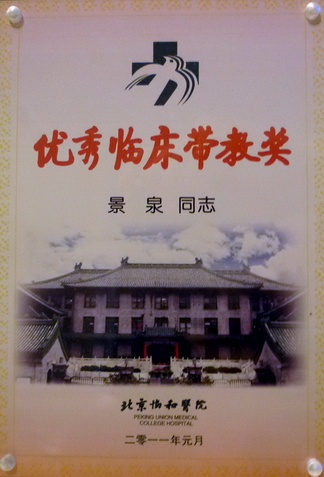 优秀临床带教奖
景泉 同志
北京协和医院
PEKING UNION MEDICAL
COLLEGE HOSPITAL
二零一一年元月